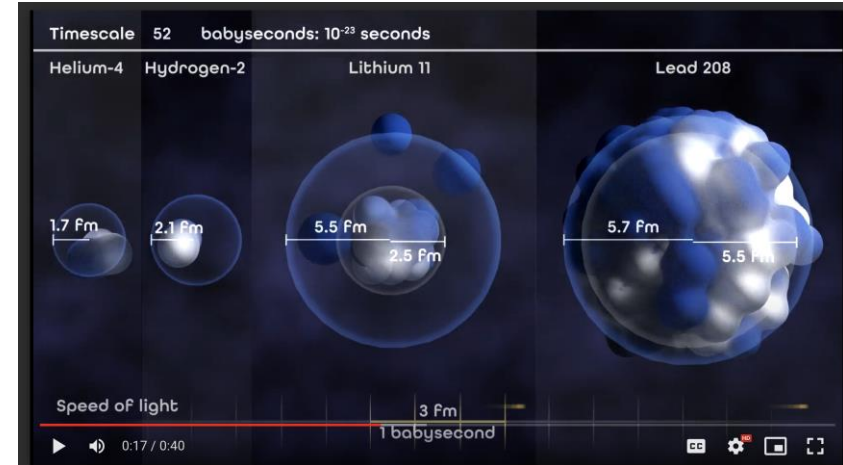 Timescale 52 babyseconds: 10⁻²³ seconds
Helium-4 Hydrogen-2 Lithium 11 Lead 208
1.7 fm 2.1 fm 5.5 fm 5.7 fm
2.5 fm 5.5 fm
Speed of light
3 fm
1 babysecond
0:17 / 0:40 CC HD